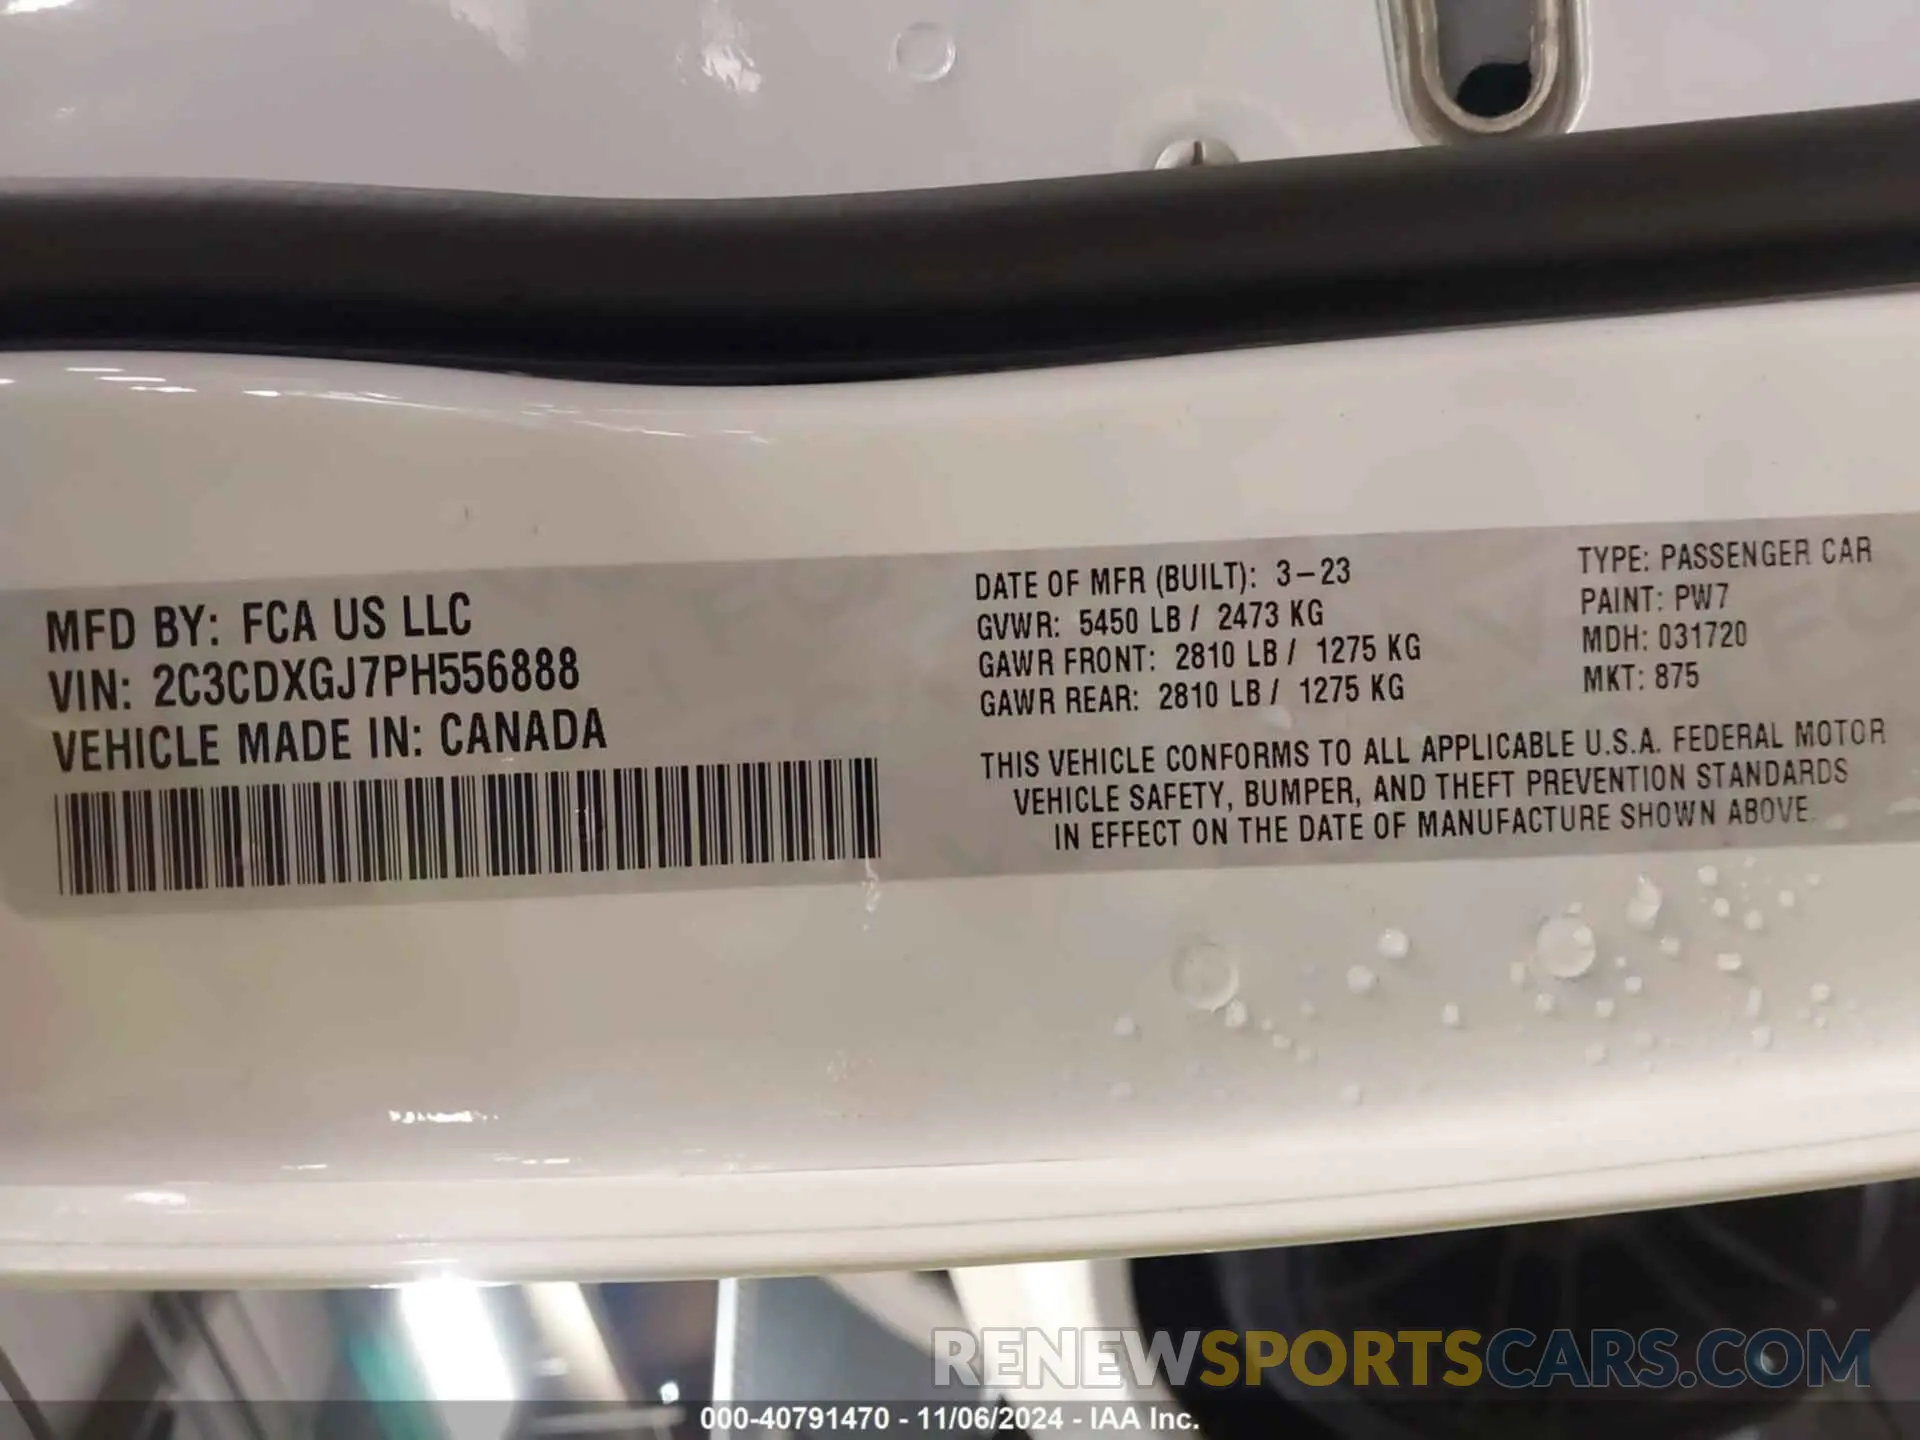 MFD BY: FCA US LLC
VIN: 2C3CDXGJ7PH556888
VEHICLE MADE IN: CANADA
DATE OF MFR (BUILT): 3-23
GVWR: 5450 LB / 2473 KG
GAWR FRONT: 2810 LB / 1275 KG
GAWR REAR: 2810 LB / 1275 KG
TYPE: PASSENGER CAR
PAINT: PW7
MDH: 031720
MKT: 875
THIS VEHICLE CONFORMS TO ALL APPLICABLE U.S.A. FEDERAL MOTOR
VEHICLE SAFETY, BUMPER, AND THEFT PREVENTION STANDARDS
IN EFFECT ON THE DATE OF MANUFACTURE SHOWN ABOVE.
RENEWSPORTSCARS.COM
000-40791470 - 11/06/2024 - IAA Inc.